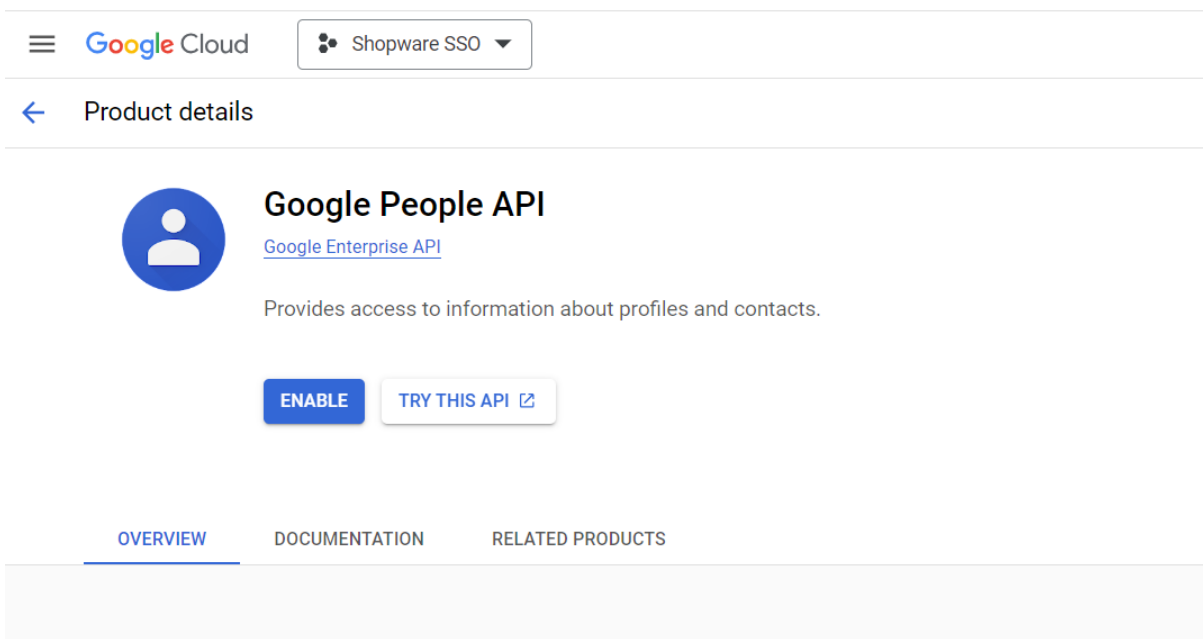 Google Cloud
Shopware SSO
Product details
Google People API
Google Enterprise API
Provides access to information about profiles and contacts.
ENABLE
TRY THIS API
OVERVIEW
DOCUMENTATION
RELATED PRODUCTS